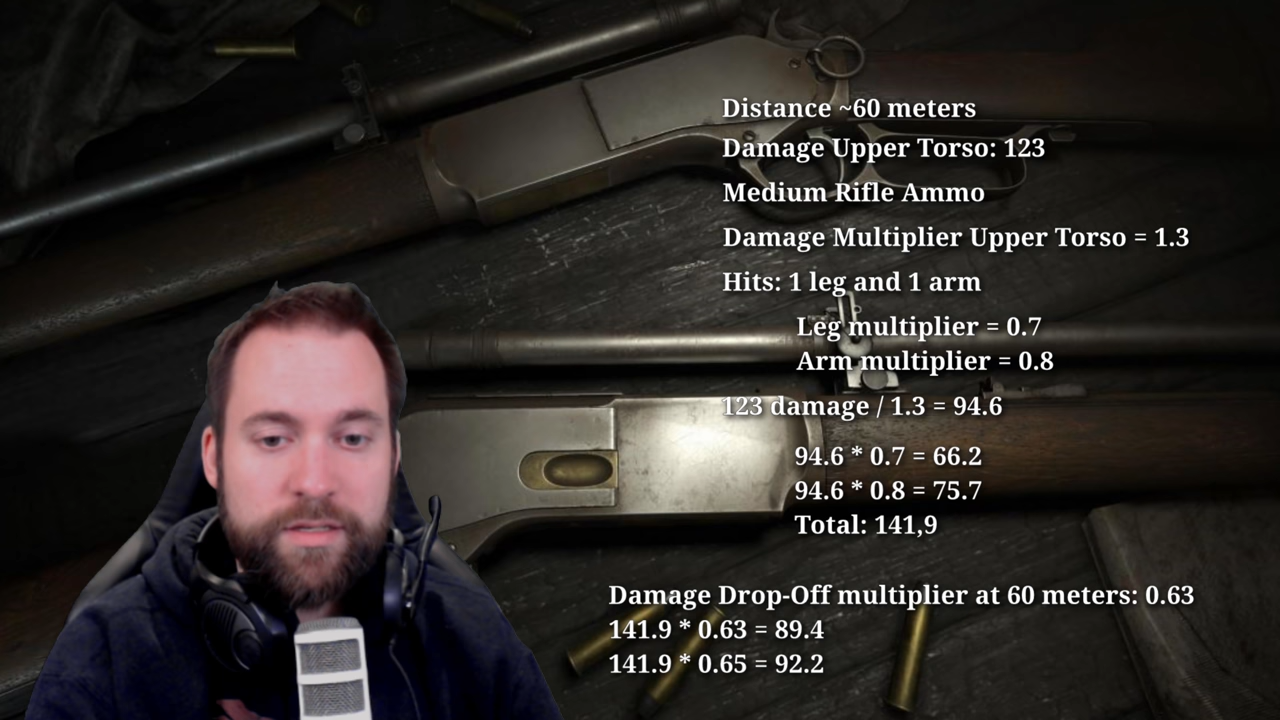 Distance ~60 meters
Damage Upper Torso: 123
Medium Rifle Ammo
Damage Multiplier Upper Torso = 1.3
Hits: 1 leg and 1 arm
Leg multiplier = 0.7
Arm multiplier = 0.8
123 damage / 1.3 = 94.6
94.6 * 0.7 = 66.2
94.6 * 0.8 = 75.7
Total: 141,9
Damage Drop-Off multiplier at 60 meters: 0.63
141.9 * 0.63 = 89.4
141.9 * 0.65 = 92.2